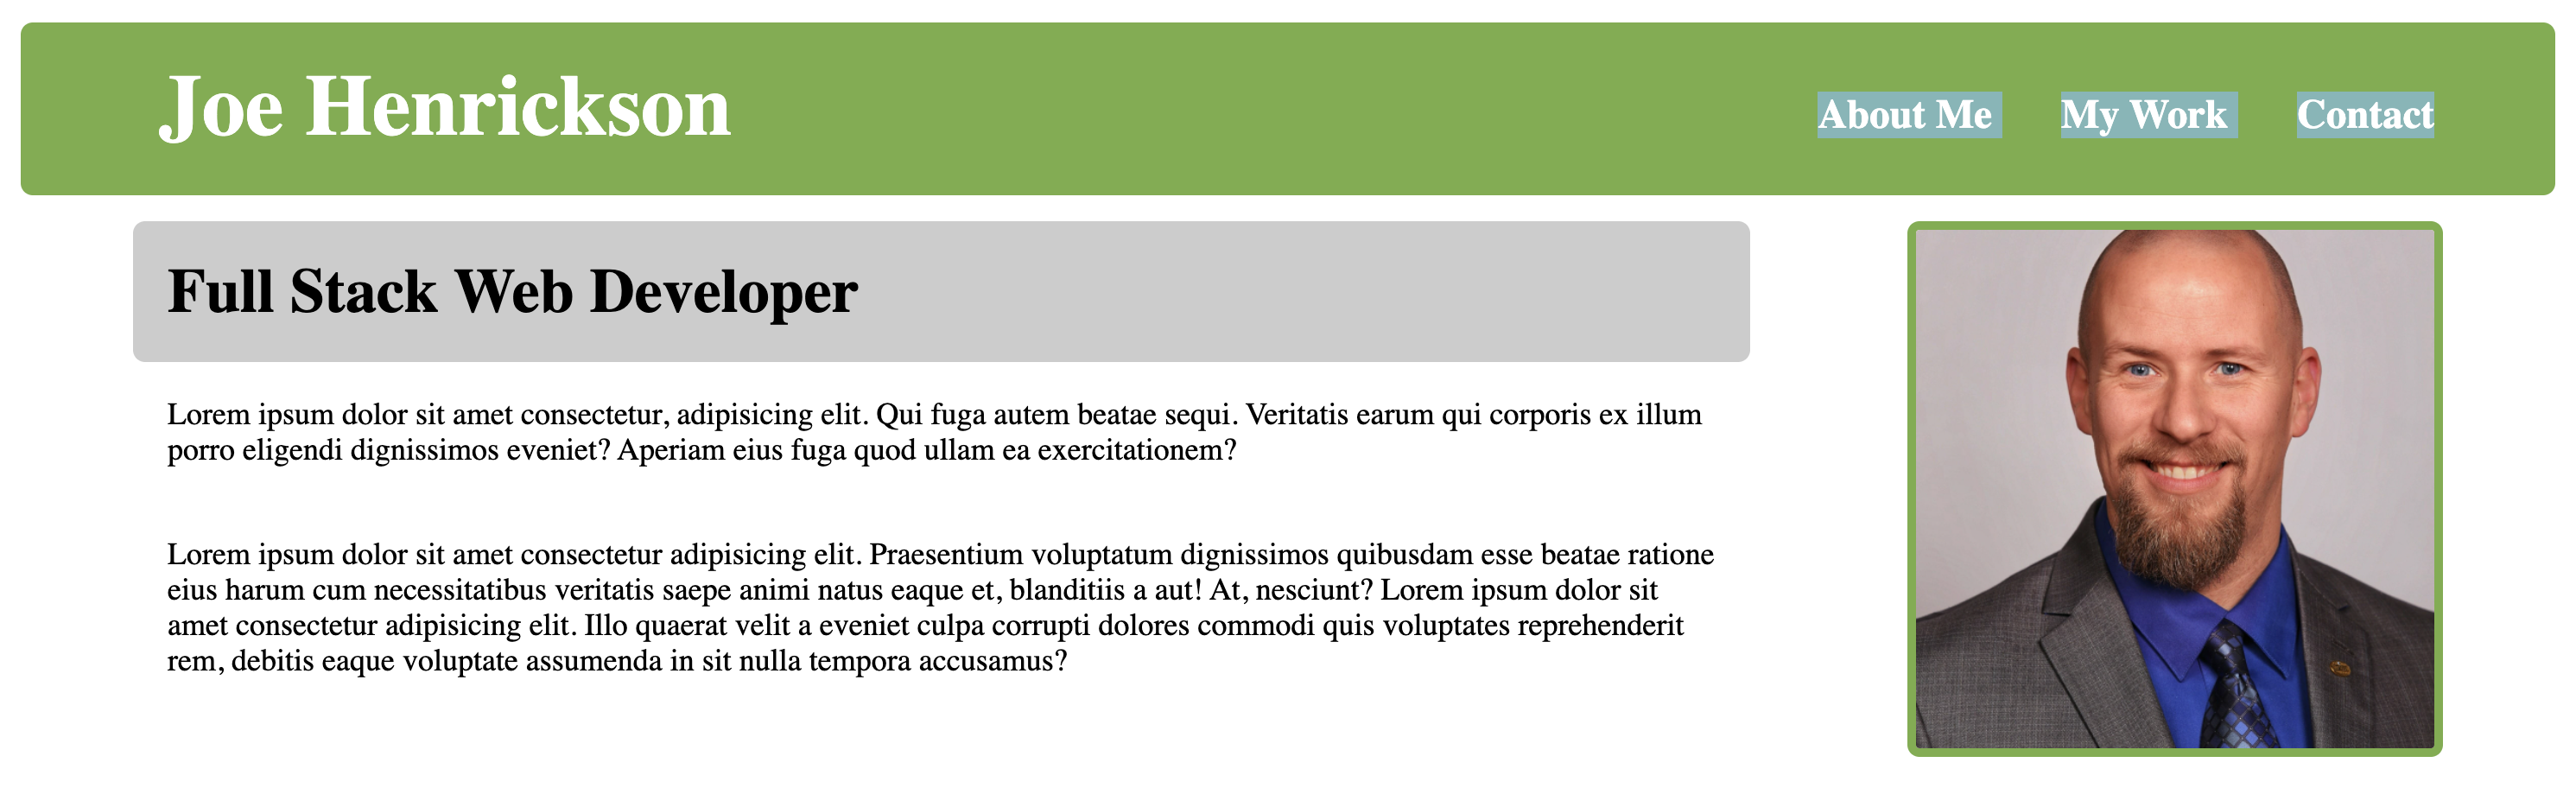 Joe Henrickson
About Me
My Work
Contact
Full Stack Web Developer
Lorem ipsum dolor sit amet consectetur, adipisicing elit. Qui fuga autem beatae sequi. Veritatis earum qui corporis ex illum
porro eligendi dignissimos eveniet? Aperiam eius fuga quod ullam ea exercitationem?
Lorem ipsum dolor sit amet consectetur adipisicing elit. Praesentium voluptatum dignissimos quibusdam esse beatae ratione
eius harum cum necessitatibus veritatis saepe animi natus eaque et, blanditiis a aut! At, nesciunt? Lorem ipsum dolor sit
amet consectetur adipisicing elit. Illo quaerat velit a eveniet culpa corrupti dolores commodi quis voluptates reprehenderit
rem, debitis eaque voluptate assumenda in sit nulla tempora accusamus?